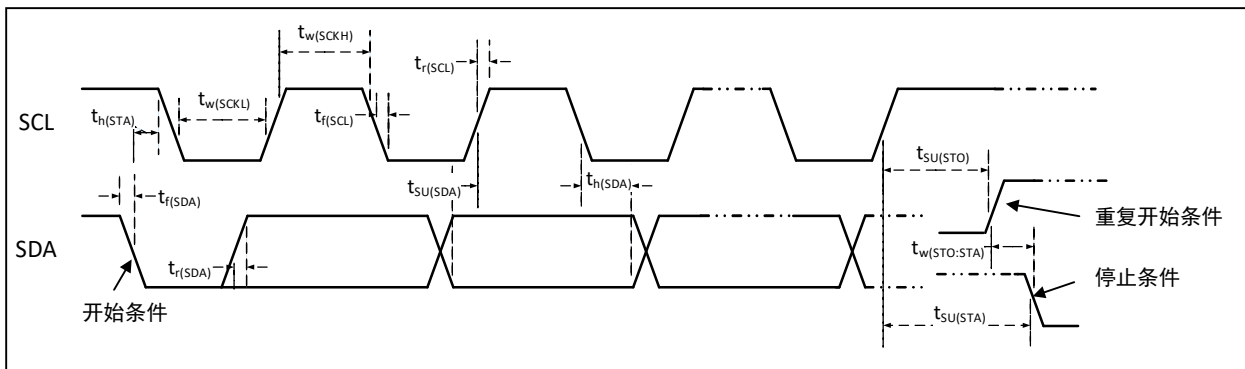 tw(SCKH)
tr(SCL)
SCL
th(STA)
tw(SCKL)
tf(SCL)
tSU(STO)
tf(SDA)
tSU(SDA)
th(SDA)
重复开始条件
SDA
tw(STO:STA)
tr(SDA)
停止条件
开始条件
tSU(STA)